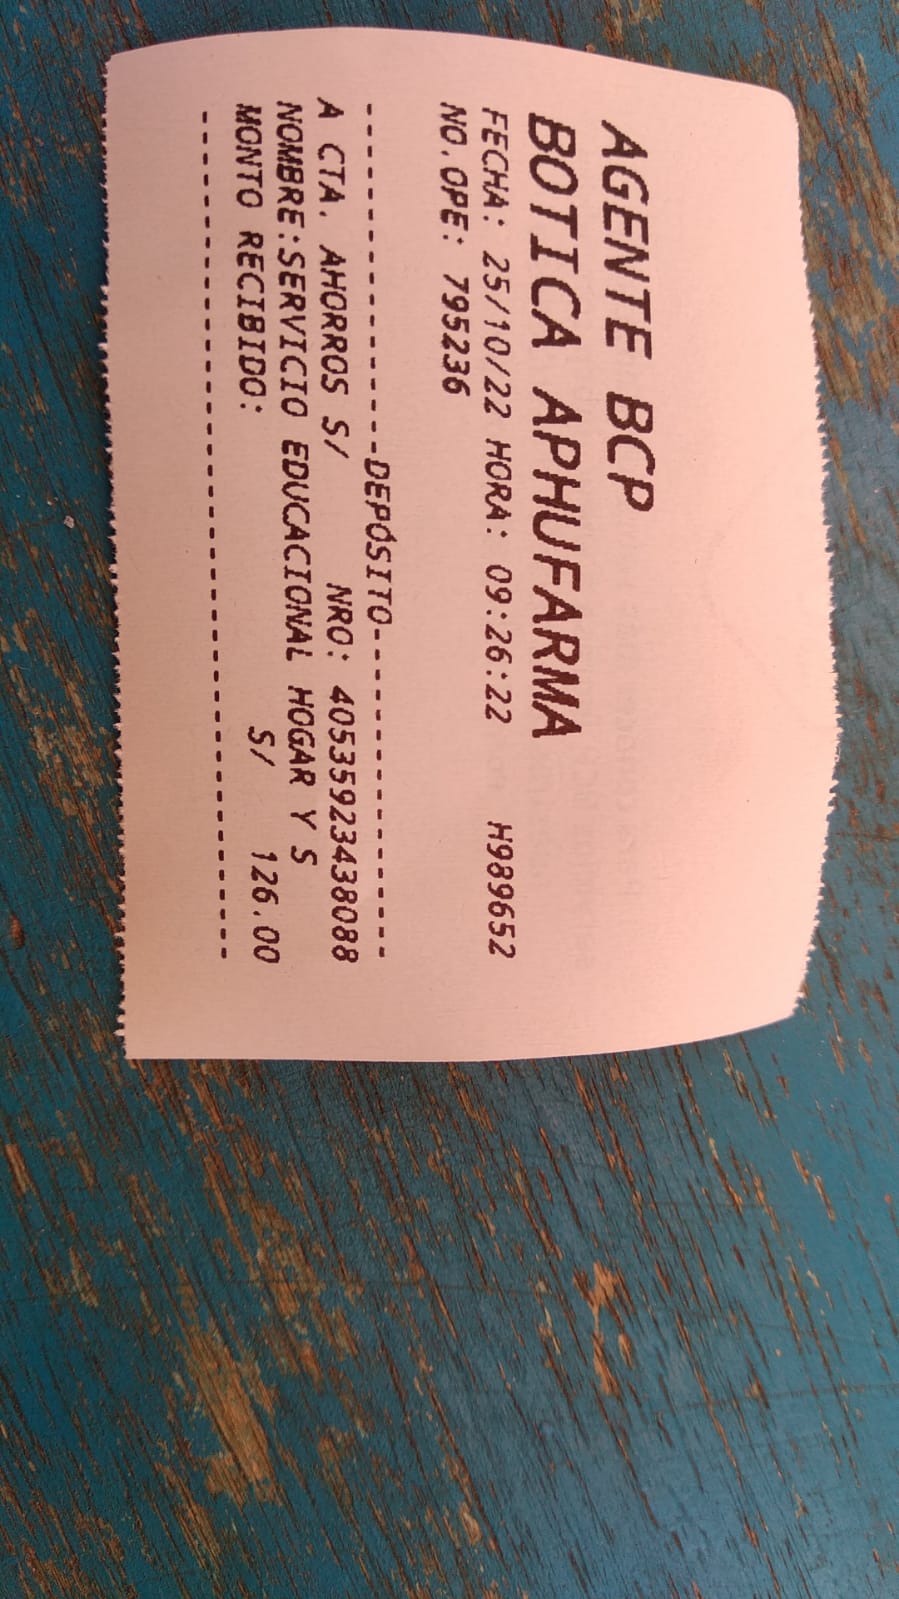 AGENTE BCP
BOTICA APHUFARMA
FECHA: 25/10/22 HORA: 09:26:22 H989652
NO.OPE: 795236
--------------------DEPÓSITO--------------------
A CTA. AHORROS S/ NRO: 40535923438088
NOMBRE:SERVICIO EDUCACIONAL HOGAR Y S
MONTO RECIBIDO: S/ 126.00
------------------------------------------------